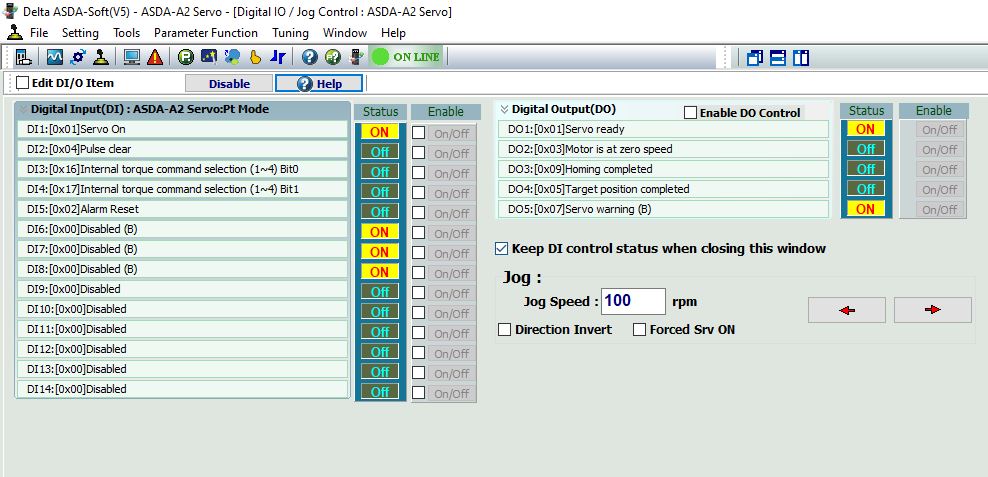 Delta ASDA-Soft(V5) - ASDA-A2 Servo - [Digital IO / Jog Control : ASDA-A2 Servo]
File Setting Tools Parameter Function Tuning Window Help
ON LINE
Edit DI/O Item Disable Help
Digital Input(DI) : ASDA-A2 Servo:Pt Mode Status Enable
DI1:[0x01]Servo On ON On/Off
DI2:[0x04]Pulse clear Off On/Off
DI3:[0x16]Internal torque command selection (1~4) Bit0 Off On/Off
DI4:[0x17]Internal torque command selection (1~4) Bit1 Off On/Off
DI5:[0x02]Alarm Reset Off On/Off
DI6:[0x00]Disabled (B) ON On/Off
DI7:[0x00]Disabled (B) ON On/Off
DI8:[0x00]Disabled (B) ON On/Off
DI9:[0x00]Disabled Off On/Off
DI10:[0x00]Disabled Off On/Off
DI11:[0x00]Disabled Off On/Off
DI12:[0x00]Disabled Off On/Off
DI13:[0x00]Disabled Off On/Off
DI14:[0x00]Disabled Off On/Off
Digital Output(DO) Enable DO Control Status Enable
DO1:[0x01]Servo ready ON On/Off
DO2:[0x03]Motor is at zero speed Off On/Off
DO3:[0x09]Homing completed Off On/Off
DO4:[0x05]Target position completed Off On/Off
DO5:[0x07]Servo warning (B) ON On/Off
Keep DI control status when closing this window
Jog :
Jog Speed : 100 rpm
Direction Invert Forced Srv ON